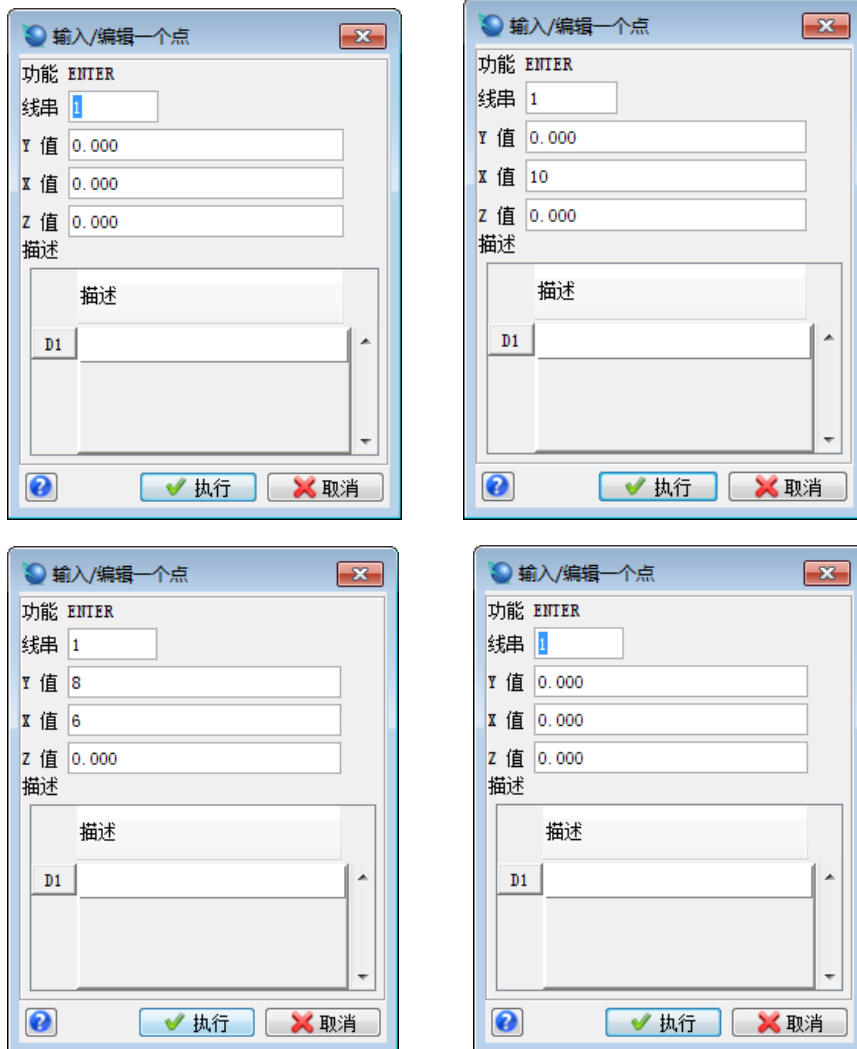 输入/编辑一个点
功能 ENTER
线串 1
Y 值 0.000
X 值 0.000
Z 值 0.000
描述
描述
D1
执行 取消
输入/编辑一个点
功能 ENTER
线串 1
Y 值 0.000
X 值 10
Z 值 0.000
描述
描述
D1
执行 取消
输入/编辑一个点
功能 ENTER
线串 1
Y 值 8
X 值 6
Z 值 0.000
描述
描述
D1
执行 取消
输入/编辑一个点
功能 ENTER
线串 1
Y 值 0.000
X 值 0.000
Z 值 0.000
描述
描述
D1
执行 取消